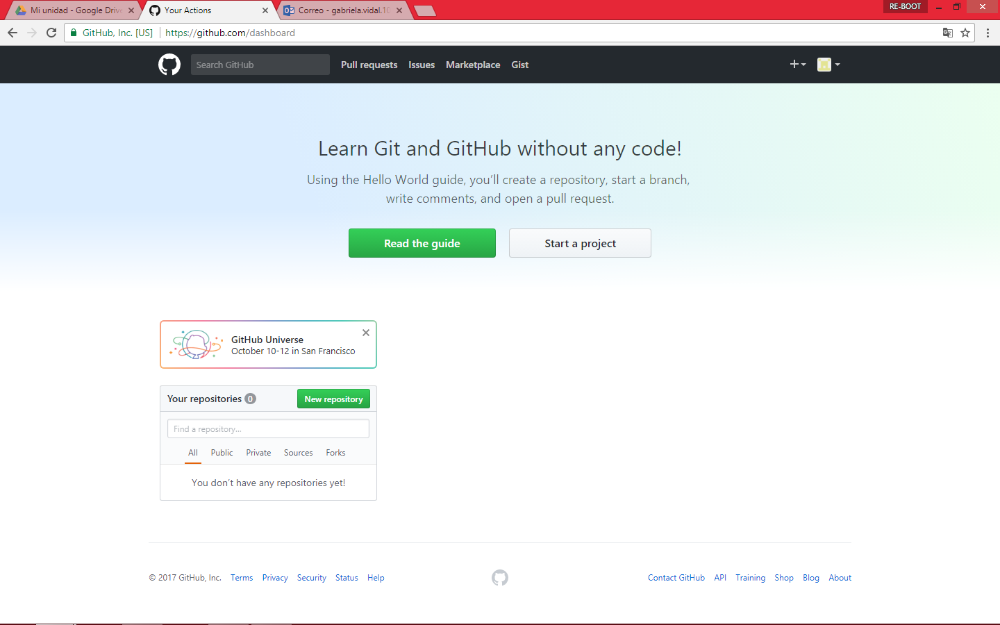 Mi unidad - Google Drive
Your Actions
Correo - gabriela.vidal.10
RE-BOOT
GitHub, Inc. [US]
https://github.com/dashboard
Search GitHub
Pull requests
Issues
Marketplace
Gist
Learn Git and GitHub without any code!
Using the Hello World guide, you’ll create a repository, start a branch,
write comments, and open a pull request.
Read the guide
Start a project
GitHub Universe
October 10-12 in San Francisco
Your repositories 0
New repository
Find a repository...
All
Public
Private
Sources
Forks
You don’t have any repositories yet!
© 2017 GitHub, Inc.
Terms
Privacy
Security
Status
Help
Contact GitHub
API
Training
Shop
Blog
About